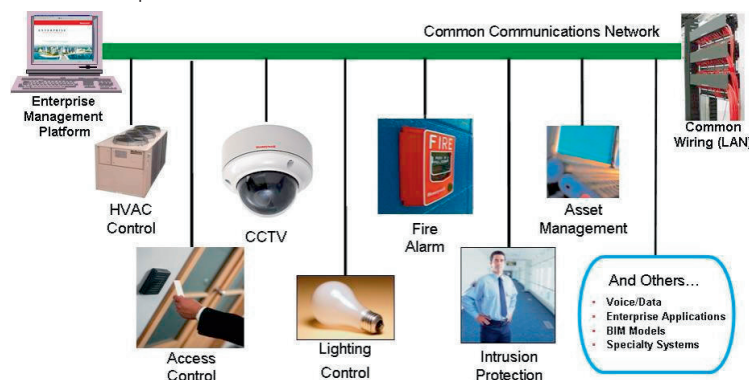 Common Communications Network
Enterprise
Management
Platform
Common
Wiring (LAN)
HVAC
Control
CCTV
FIRE
Fire
Alarm
Asset
Management
Access
Control
Lighting
Control
Intrusion
Protection
And Others...
• Voice/Data
• Enterprise Applications
• BIM Models
• Specialty Systems